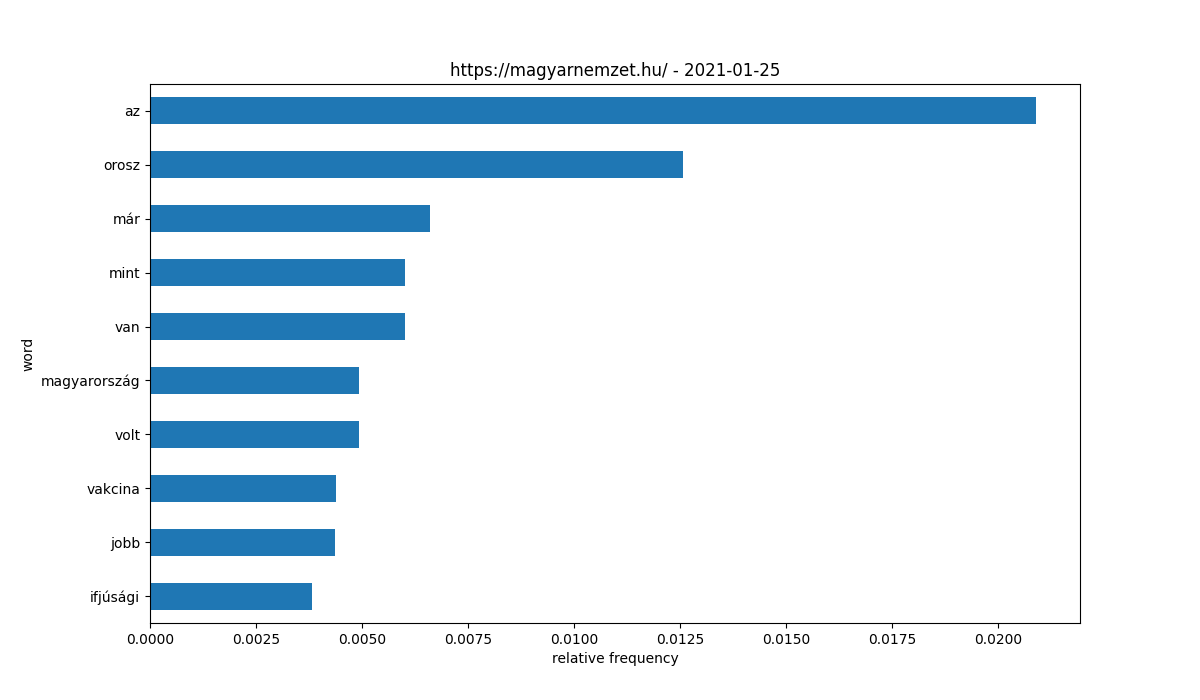 https://magyarnemzet.hu/ - 2021-01-25
az
orosz
már
mint
van
magyarország
volt
vakcina
jobb
ifjúsági
word
0.0000 0.0025 0.0050 0.0075 0.0100 0.0125 0.0150 0.0175 0.0200
relative frequency